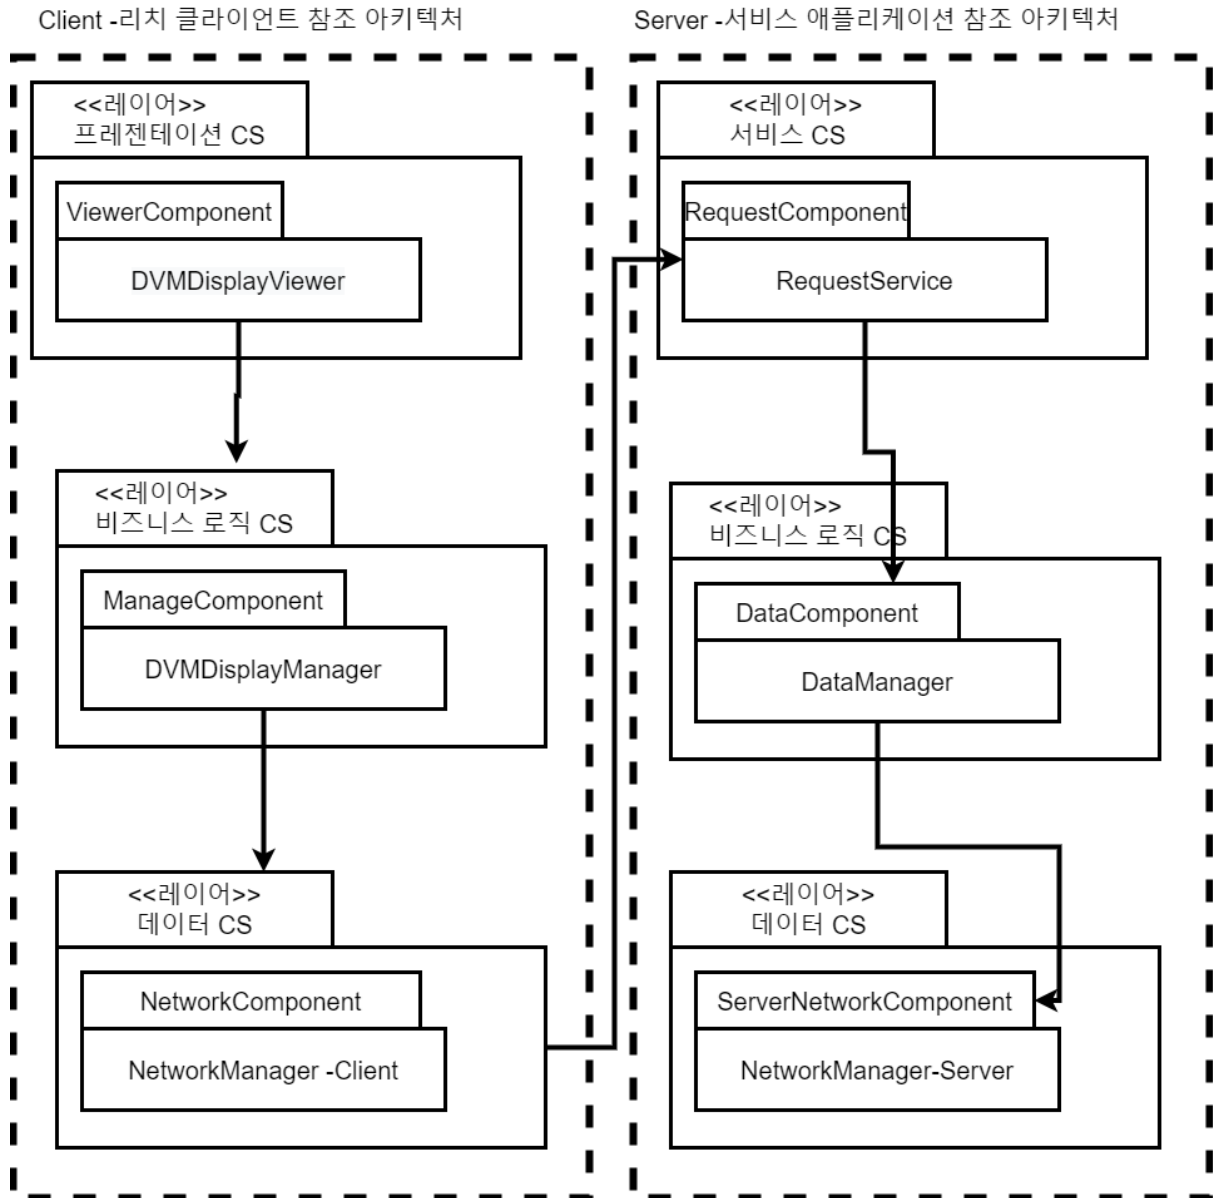 Client -리치 클라이언트 참조 아키텍처
<<레이어>>
프레젠테이션 CS
ViewerComponent
DVMDisplayViewer
<<레이어>>
비즈니스 로직 CS
ManageComponent
DVMDisplayManager
<<레이어>>
데이터 CS
NetworkComponent
NetworkManager -Client
Server -서비스 애플리케이션 참조 아키텍처
<<레이어>>
서비스 CS
RequestComponent
RequestService
<<레이어>>
비즈니스 로직 CS
DataComponent
DataManager
<<레이어>>
데이터 CS
ServerNetworkComponent
NetworkManager-Server